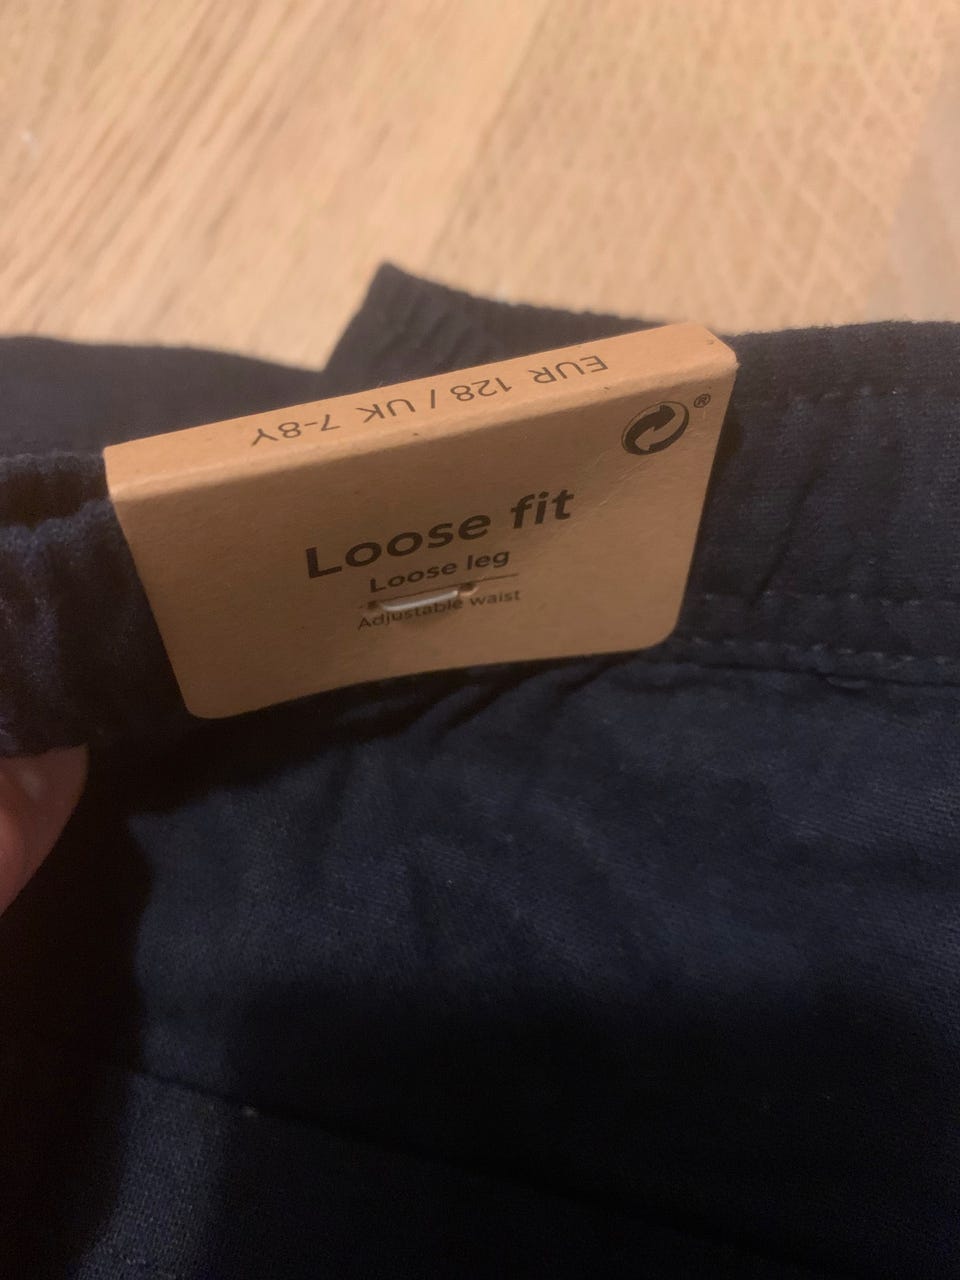 EUR 128 / UK 7-8Y
®
Loose fit
Loose leg
Adjustable waist